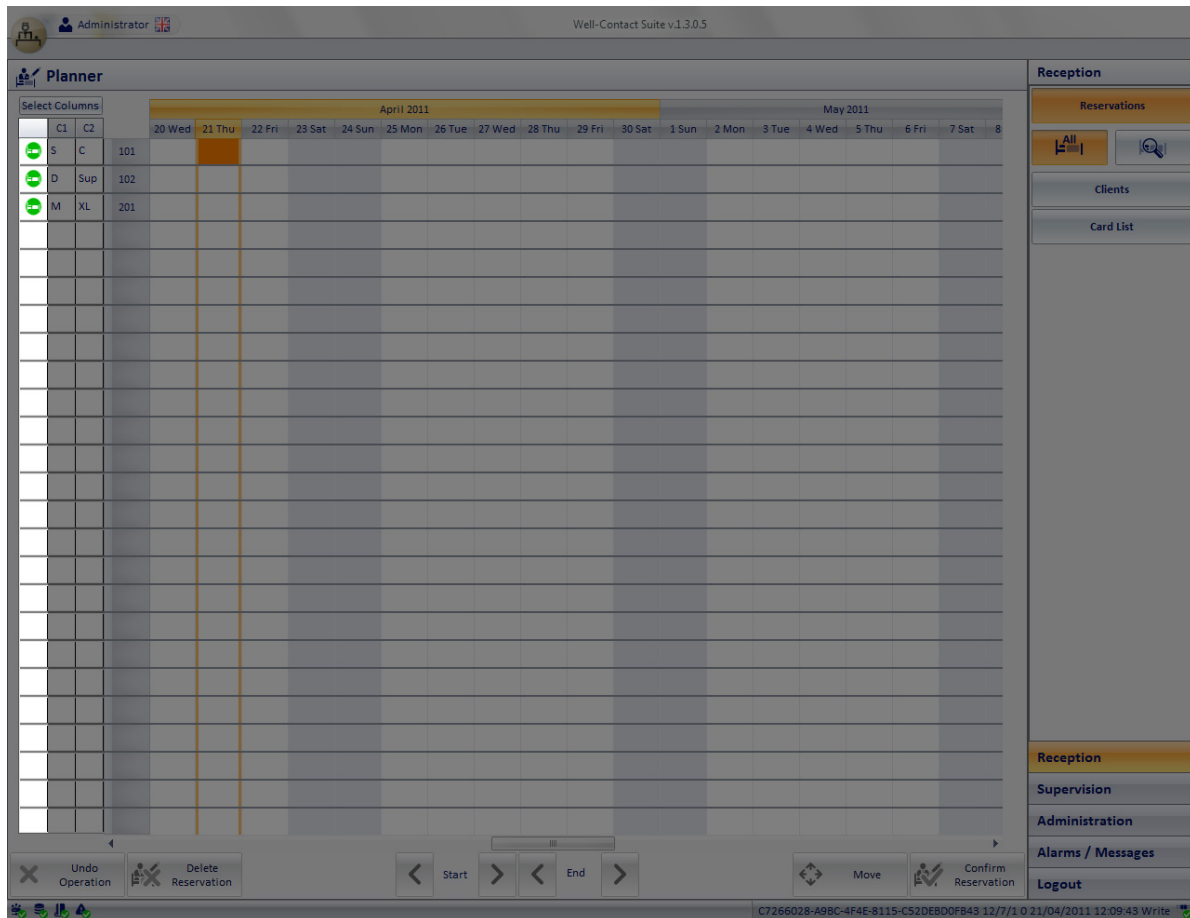 Administrator
Well-Contact Suite v.1.3.0.5
Planner
Reception
Select Columns
April 2011
May 2011
Reservations
C1 C2
20 Wed 21 Thu 22 Fri 23 Sat 24 Sun 25 Mon 26 Tue 27 Wed 28 Thu 29 Fri 30 Sat 1 Sun 2 Mon 3 Tue 4 Wed 5 Thu 6 Fri 7 Sat 8
All
S C 101
D Sup 102
Clients
M XL 201
Card List
Reception
Supervision
Administration
Alarms / Messages
Logout
Undo
Operation
Delete
Reservation
Start
End
Move
Confirm
Reservation
C7266028-A9BC-4F4E-8115-C52DEBD0FB43 12/7/1 0 21/04/2011 12:09:43 Write